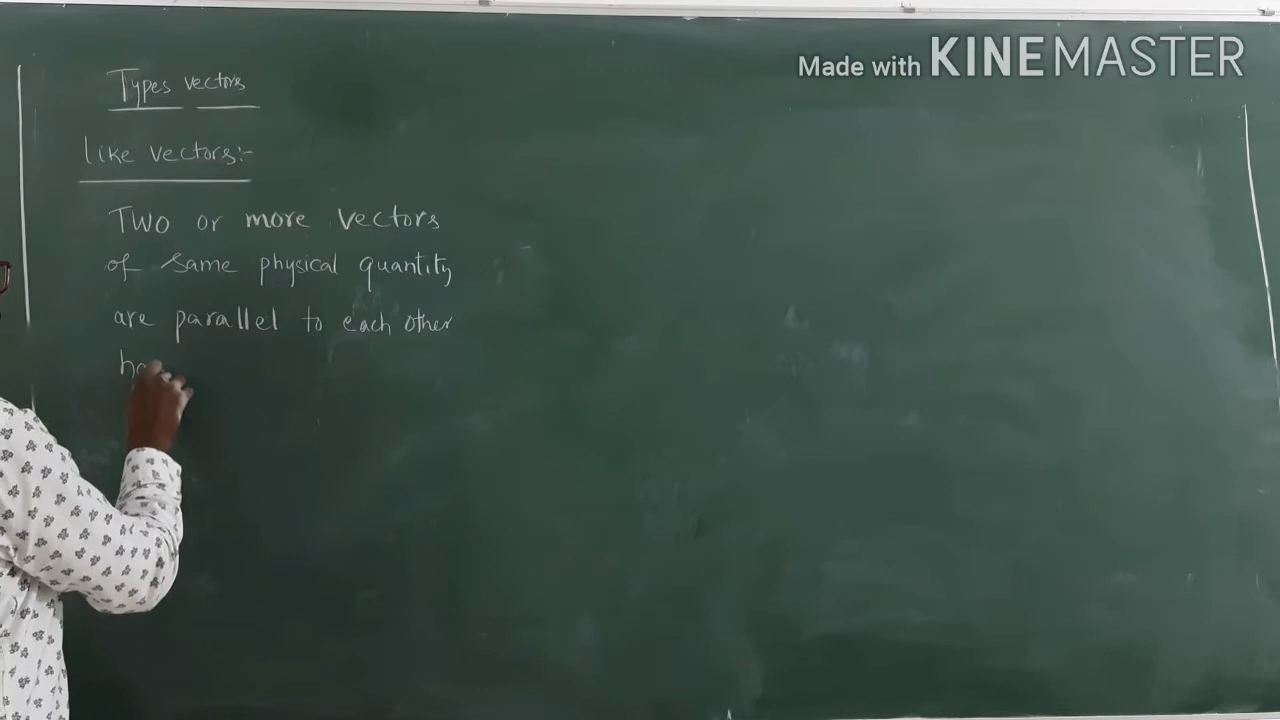 Made with KINEMASTER
Types vectors
like vectors:-
Two or more vectors
of same physical quantity
are parallel to each other